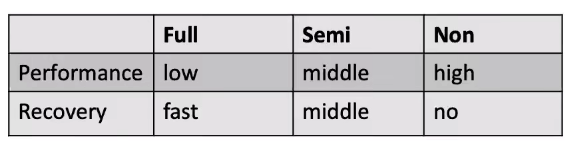 Full Semi Non
Performance low middle high
Recovery fast middle no